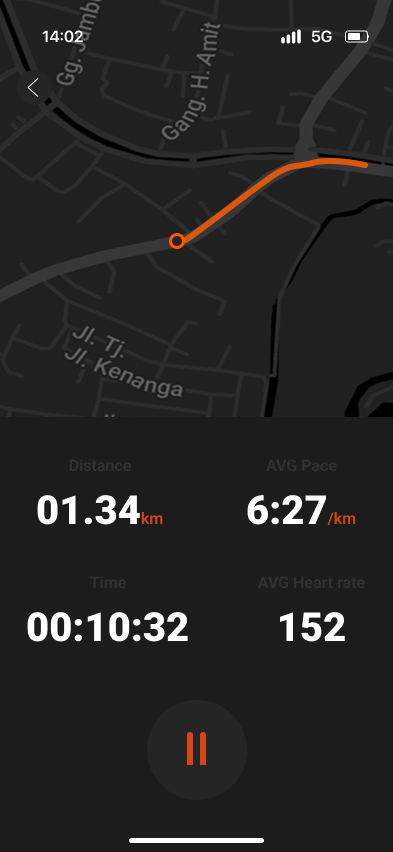 14:02
5G
Gg. Jambu
Gang. H. Amit
Jl. Tj.
Jl. Kenanga
Distance
AVG Pace
01.34km
6:27/km
Time
AVG Heart rate
00:10:32
152